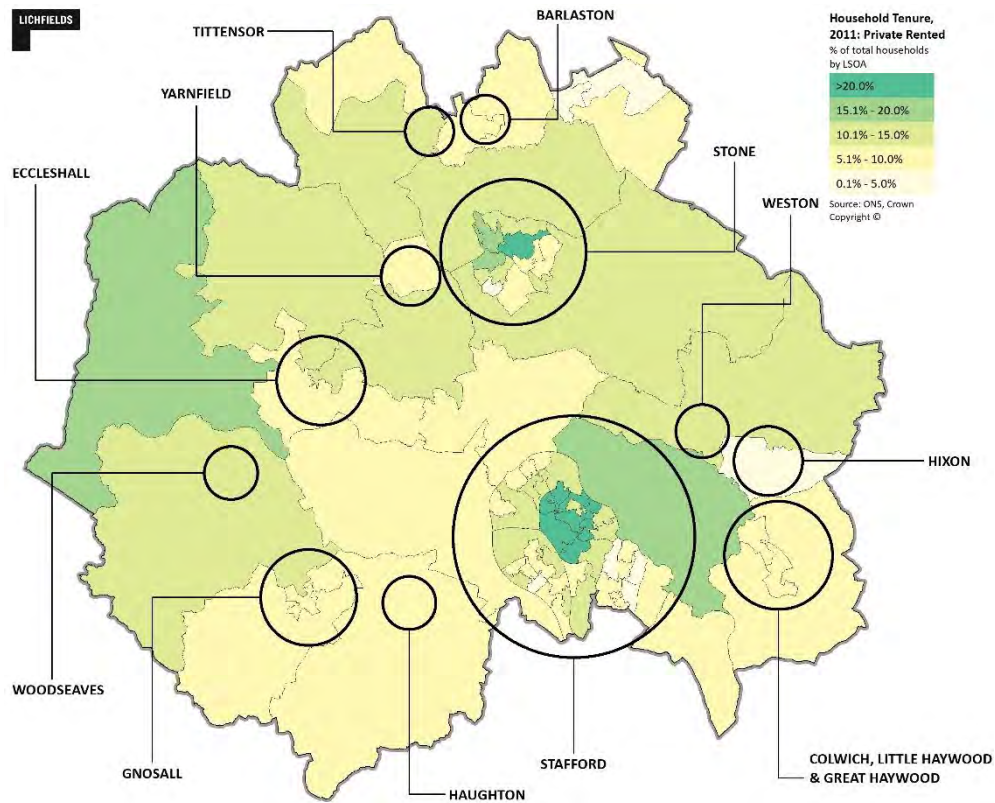 LICHFIELDS
TITTENSOR
BARLASTON
YARNFIELD
ECCLESHALL
STONE
WESTON
HIXON
WOODSEAVES
GNOSALL
HAUGHTON
STAFFORD
COLWICH, LITTLE HAYWOOD
& GREAT HAYWOOD
Household Tenure,
2011: Private Rented
% of total households
by LSOA
>20.0%
15.1% - 20.0%
10.1% - 15.0%
5.1% - 10.0%
0.1% - 5.0%
Source: ONS, Crown
Copyright ©